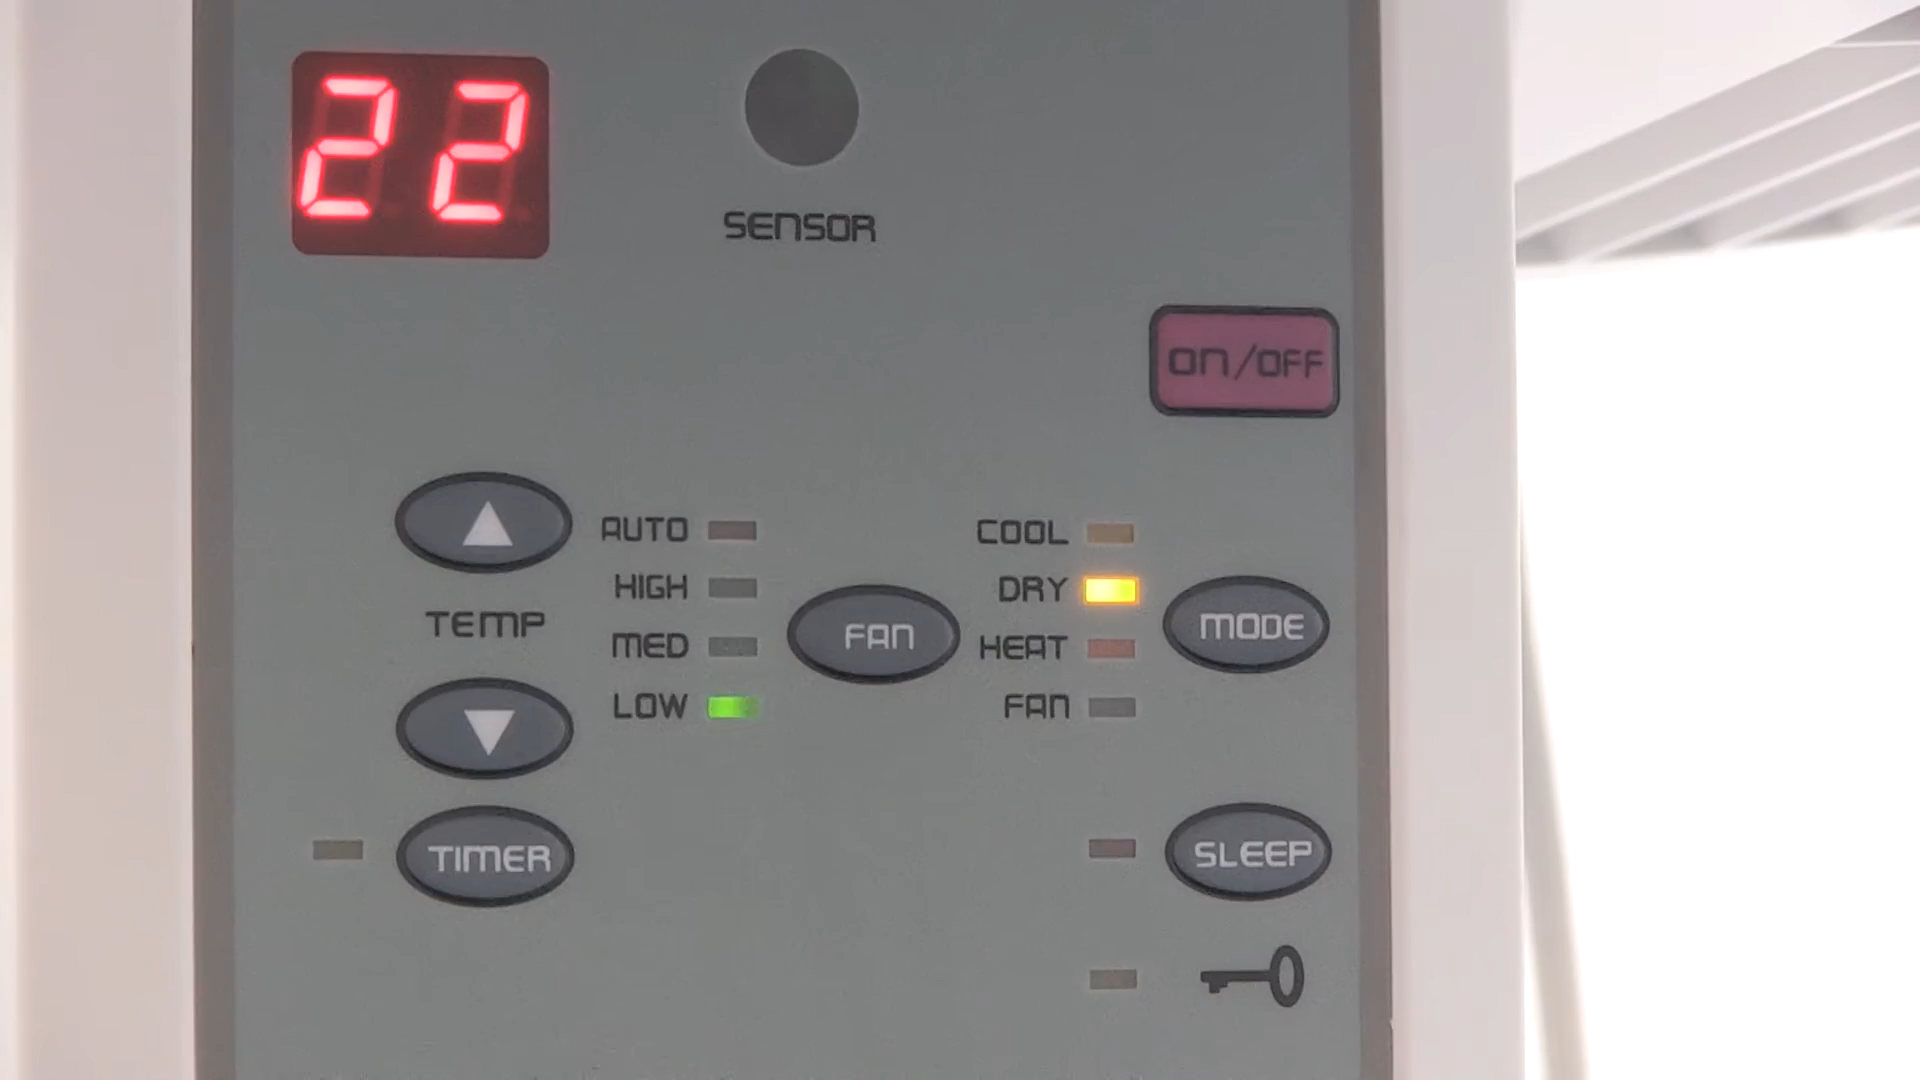 22
SENSOR
ON/OFF
AUTO
HIGH
MED
LOW
TEMP
FAN
COOL
DRY
HEAT
FAN
MODE
TIMER
SLEEP